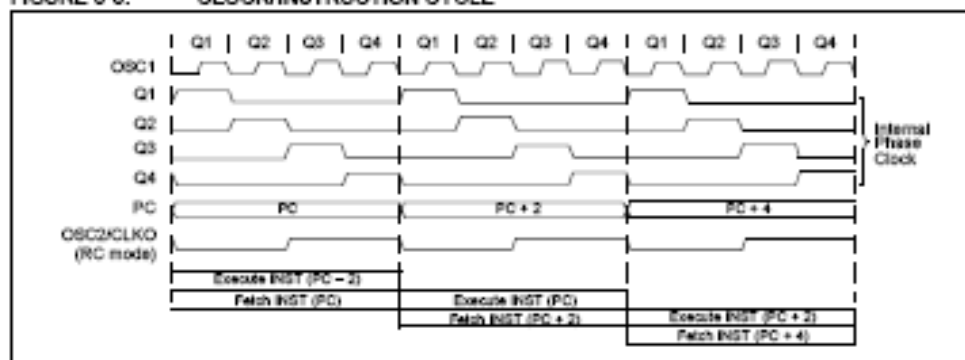 CLOCK/INSTRUCTION CYCLE
Q1 Q2 Q3 Q4 Q1 Q2 Q3 Q4 Q1 Q2 Q3 Q4
OSC1
Q1
Q2
Q3
Q4
Internal
Phase
Clock
PC PC PC + 2 PC + 4
OSC2/CLKO
(RC mode)
Execute INST (PC – 2)
Fetch INST (PC) Execute INST (PC)
Fetch INST (PC + 2) Execute INST (PC + 2)
Fetch INST (PC + 4)